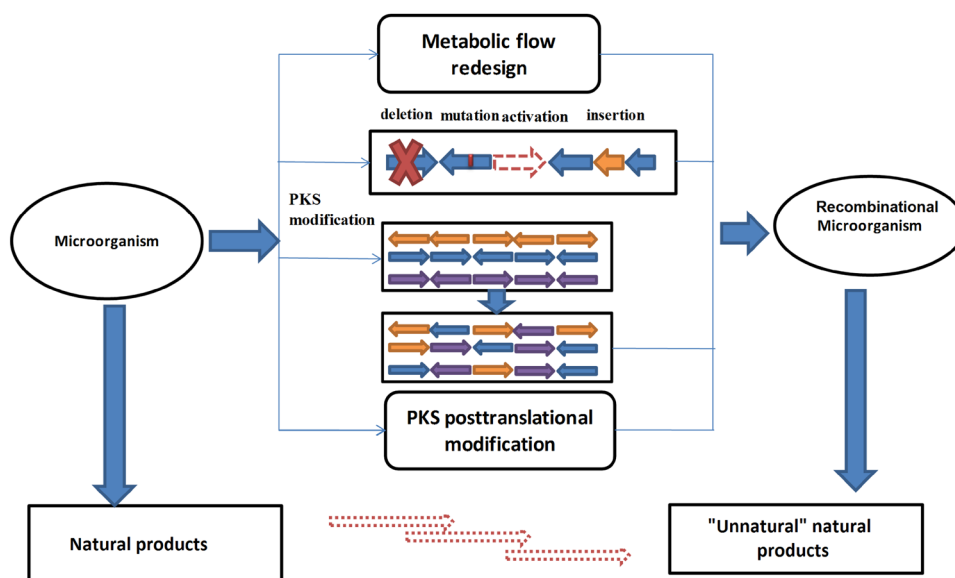 Metabolic flow
redesign
deletion mutation activation insertion
PKS
modification
Microorganism
Recombinational
Microorganism
PKS posttranslational
modification
Natural products
"Unnatural" natural
products